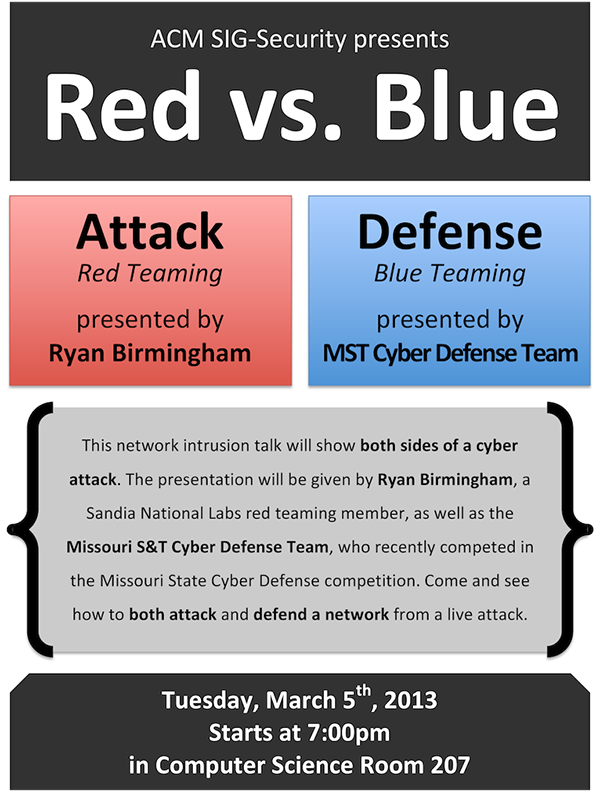 ACM SIG-Security presents
Red vs. Blue
Attack
Red Teaming
presented by
Ryan Birmingham
Defense
Blue Teaming
presented by
MST Cyber Defense Team
This network intrusion talk will show both sides of a cyber
attack. The presentation will be given by Ryan Birmingham, a
Sandia National Labs red teaming member, as well as the
Missouri S&T Cyber Defense Team, who recently competed in
the Missouri State Cyber Defense competition. Come and see
how to both attack and defend a network from a live attack.
Tuesday, March 5th, 2013
Starts at 7:00pm
in Computer Science Room 207